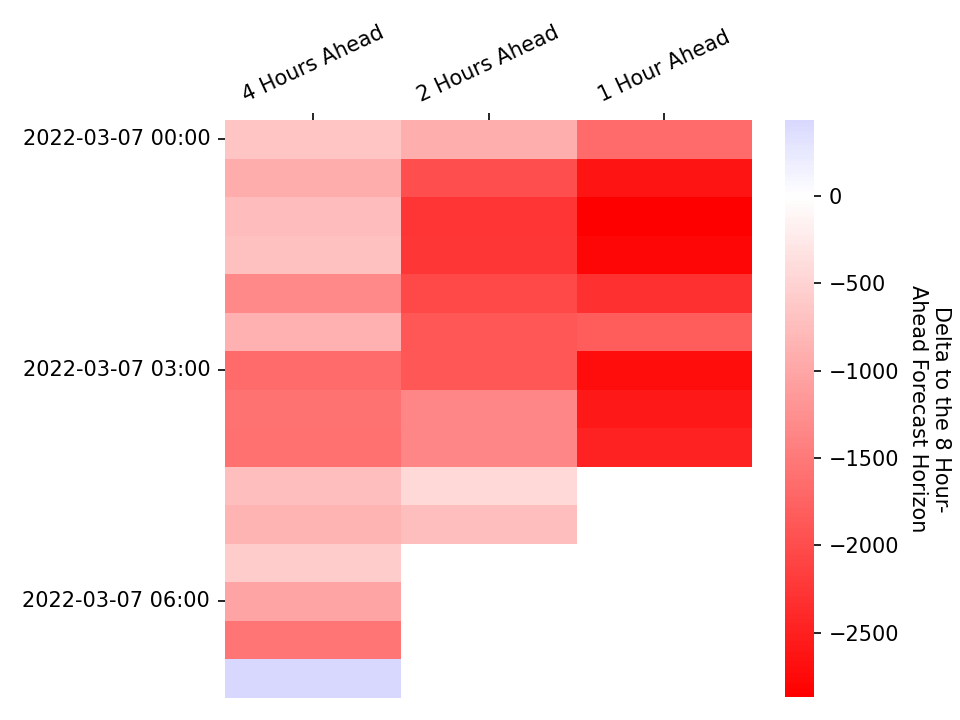 4 Hours Ahead
2 Hours Ahead
1 Hour Ahead
2022-03-07 00:00
2022-03-07 03:00
2022-03-07 06:00
0
−500
−1000
−1500
−2000
−2500
Delta to the 8 Hour-
Ahead Forecast Horizon